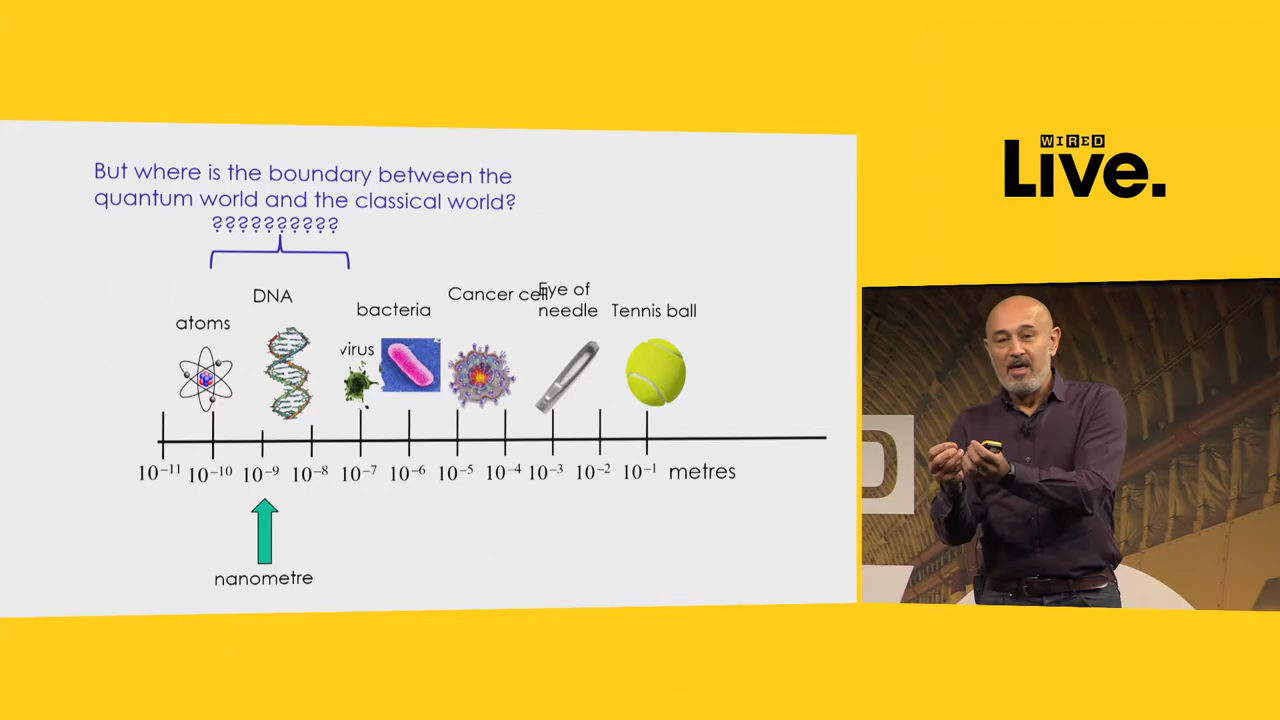 But where is the boundary between the
quantum world and the classical world?
??????????
DNA
Cancer cell
Eye of
needle
Tennis ball
bacteria
atoms
virus
10⁻¹¹ 10⁻¹⁰ 10⁻⁹ 10⁻⁸ 10⁻⁷ 10⁻⁶ 10⁻⁵ 10⁻⁴ 10⁻³ 10⁻² 10⁻¹ metres
nanometre
WIRED
Live.